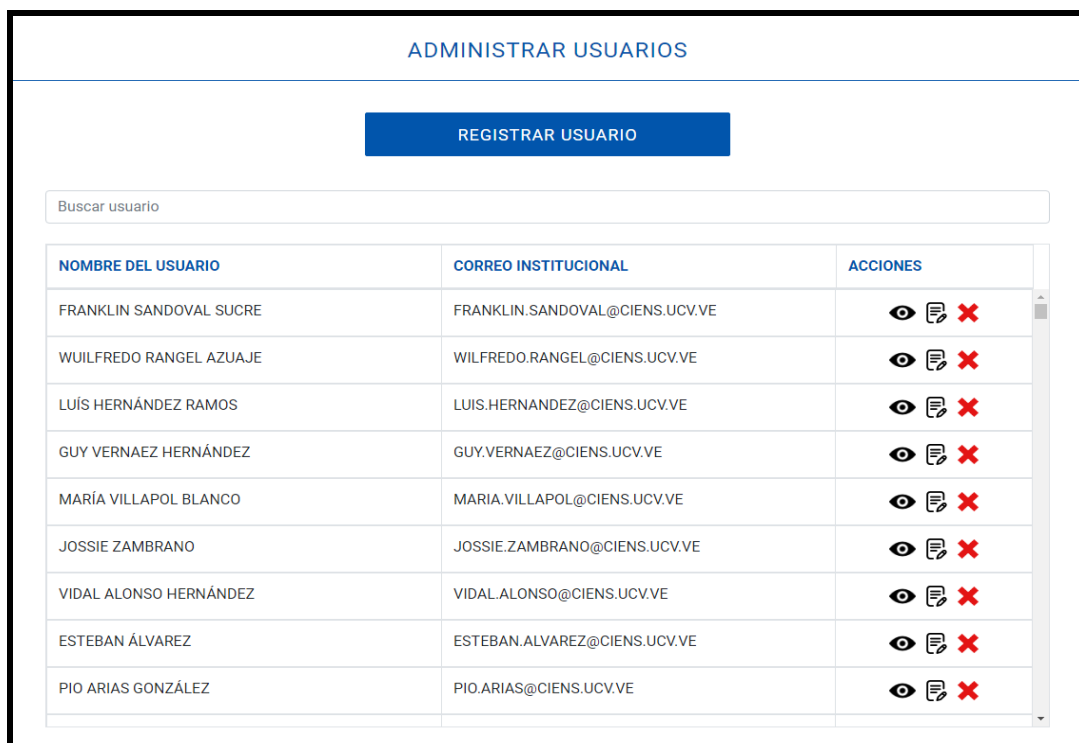 ADMINISTRAR USUARIOS
REGISTRAR USUARIO
Buscar usuario
NOMBRE DEL USUARIO CORREO INSTITUCIONAL ACCIONES
FRANKLIN SANDOVAL SUCRE FRANKLIN.SANDOVAL@CIENS.UCV.VE
WUILFREDO RANGEL AZUAJE WILFREDO.RANGEL@CIENS.UCV.VE
LUÍS HERNÁNDEZ RAMOS LUIS.HERNANDEZ@CIENS.UCV.VE
GUY VERNAEZ HERNÁNDEZ GUY.VERNAEZ@CIENS.UCV.VE
MARÍA VILLAPOL BLANCO MARIA.VILLAPOL@CIENS.UCV.VE
JOSSIE ZAMBRANO JOSSIE.ZAMBRANO@CIENS.UCV.VE
VIDAL ALONSO HERNÁNDEZ VIDAL.ALONSO@CIENS.UCV.VE
ESTEBAN ÁLVAREZ ESTEBAN.ALVAREZ@CIENS.UCV.VE
PIO ARIAS GONZÁLEZ PIO.ARIAS@CIENS.UCV.VE